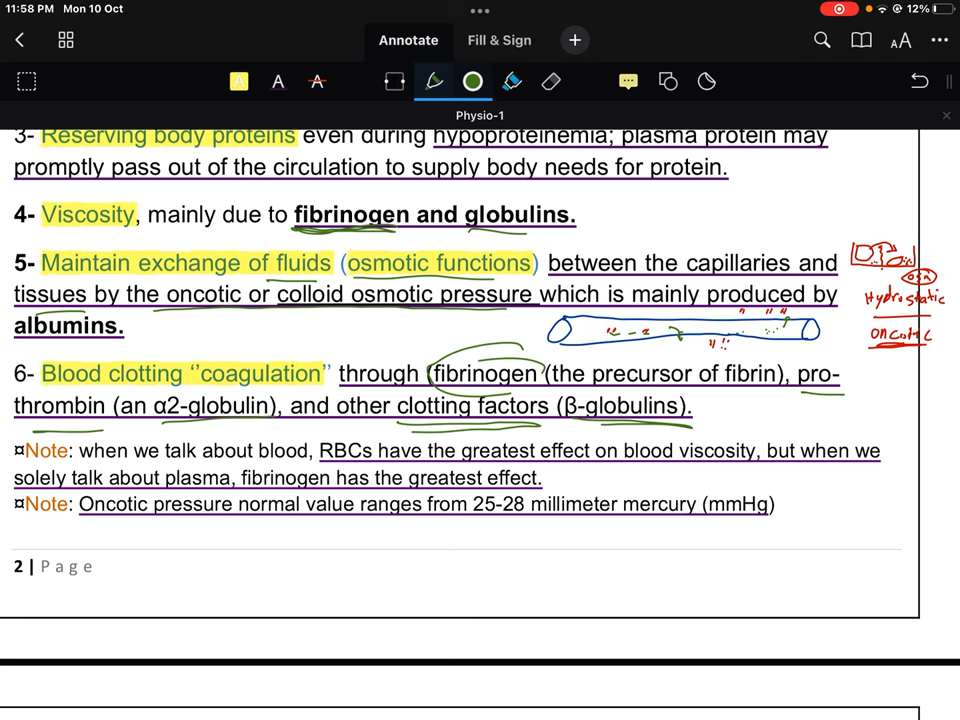 11:58 PM Mon 10 Oct
12%
Annotate Fill & Sign
AA
A A A
Physio-1
3- Reserving body proteins even during hypoproteinemia; plasma protein may
promptly pass out of the circulation to supply body needs for protein.
4- Viscosity, mainly due to fibrinogen and globulins.
5- Maintain exchange of fluids (osmotic functions) between the capillaries and
tissues by the oncotic or colloid osmotic pressure which is mainly produced by
albumins.
osm
Hydrostatic
oncotic
6- Blood clotting ‘’coagulation’’ through (fibrinogen (the precursor of fibrin), pro-
thrombin (an α2-globulin), and other clotting factors (β-globulins).
¤Note: when we talk about blood, RBCs have the greatest effect on blood viscosity, but when we
solely talk about plasma, fibrinogen has the greatest effect.
¤Note: Oncotic pressure normal value ranges from 25-28 millimeter mercury (mmHg)
2 | Page